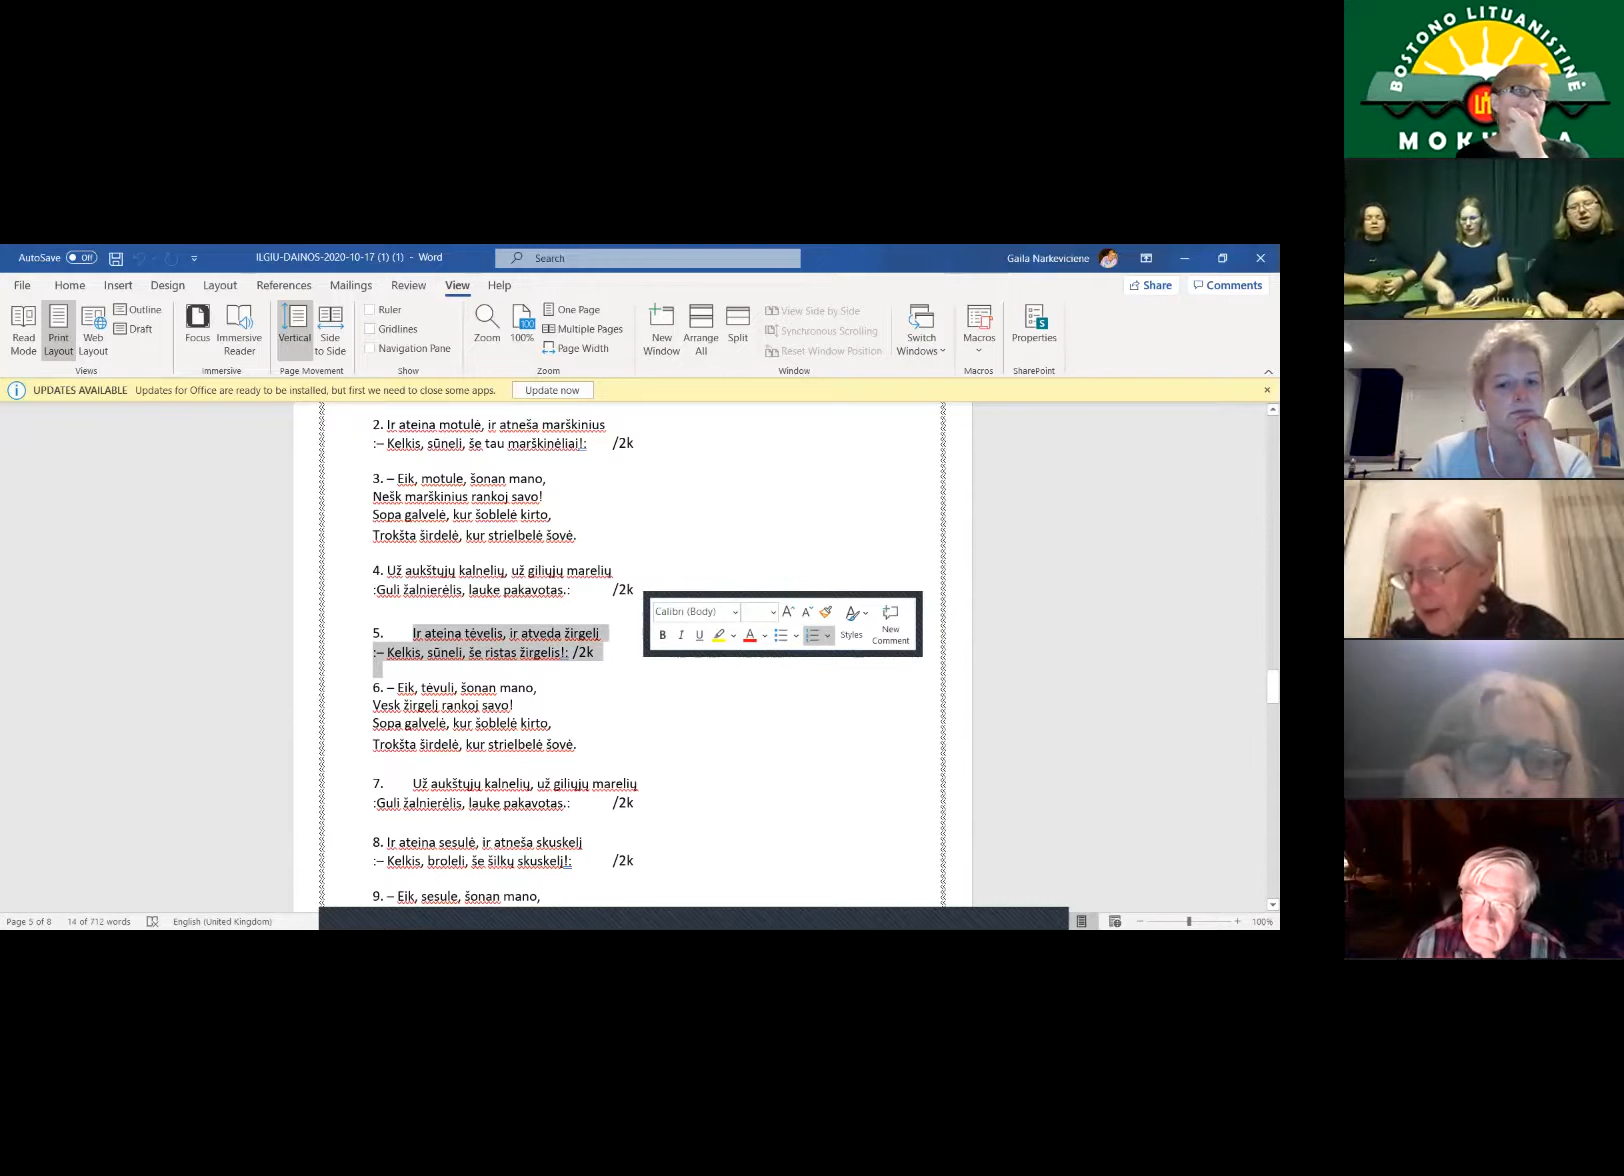 BOSTONO LITUANISTINĖ
AutoSave Off
ILGIU-DAINOS-2020-10-17 (1) (1) - Word
Search
Gaila Narkeviciene
File Home Insert Design Layout References Mailings Review View Help
Share Comments
Read Mode
Print Layout
Web Layout
Outline
Draft
Views
Focus
Immersive Reader
Immersive
Vertical
Side to Side
Page Movement
Ruler
Gridlines
Navigation Pane
Show
Zoom
100
100%
One Page
Multiple Pages
Page Width
Zoom
New Window
Arrange All
Split
View Side by Side
Synchronous Scrolling
Reset Window Position
Window
Switch Windows
Macros
Macros
Properties
SharePoint
UPDATES AVAILABLE Updates for Office are ready to be installed, but first we need to close some apps. Update now
2. Ir ateina motulė, ir atneša marškinius
:– Kelkis, sūneli, še tau marškinėliai!: /2k
3. – Eik, motule, šonan mano,
Nešk marškinius rankoj savo!
Sopa galvelė, kur šoblelė kirto,
Trokšta širdelė, kur strielbelė šovė.
4. Už aukštųjų kalnelių, už giliųjų marelių
:Guli žalnierėlis, lauke pakavotas.: /2k
5. Ir ateina tėvelis, ir atveda žirgelį
:– Kelkis, sūneli, še ristas žirgelis!: /2k
6. – Eik, tėvuli, šonan mano,
Vesk žirgelį rankoj savo!
Sopa galvelė, kur šoblelė kirto,
Trokšta širdelė, kur strielbelė šovė.
7. Už aukštųjų kalnelių, už giliųjų marelių
:Guli žalnierėlis, lauke pakavotas.: /2k
8. Ir ateina sesulė, ir atneša skuskelį
:– Kelkis, broleli, še šilkų skuskelį!: /2k
9. – Eik, sesule, šonan mano,
Calibri (Body)
B I U
Styles
New Comment
Page 5 of 8 14 of 712 words English (United Kingdom)
100%